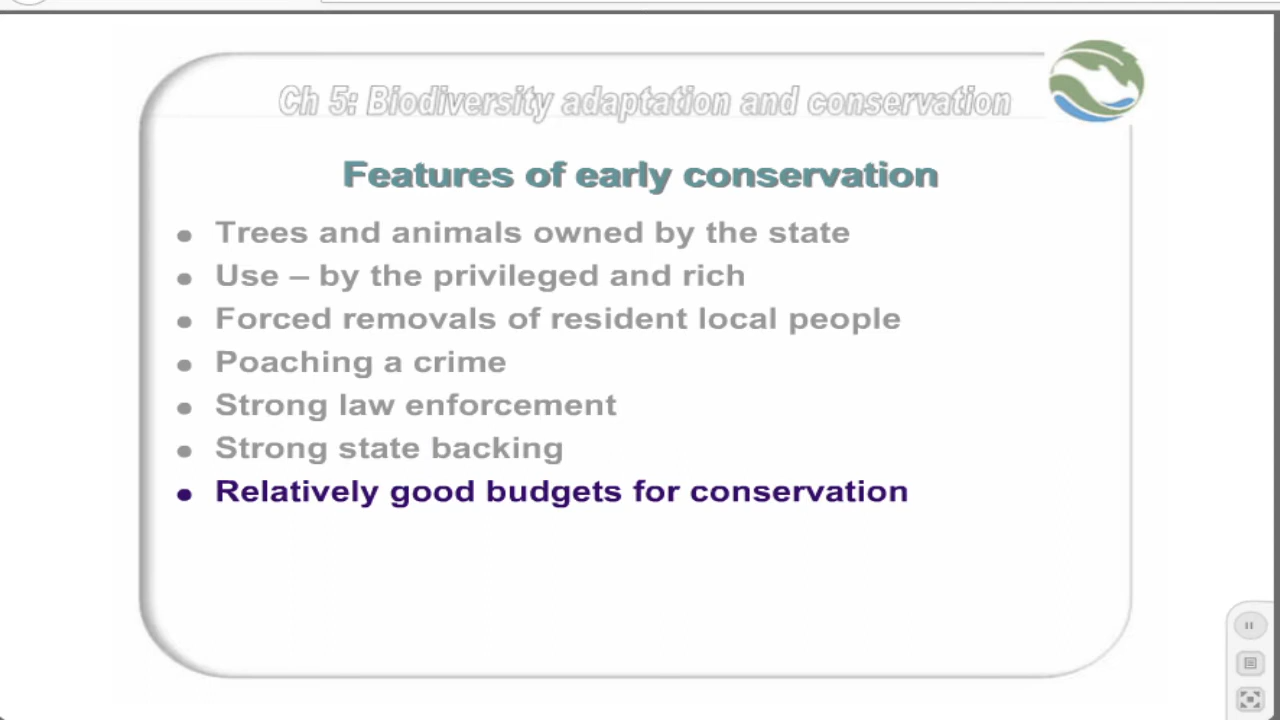 Ch 5: Biodiversity adaptation and conservation
Features of early conservation
• Trees and animals owned by the state
• Use – by the privileged and rich
• Forced removals of resident local people
• Poaching a crime
• Strong law enforcement
• Strong state backing
• Relatively good budgets for conservation